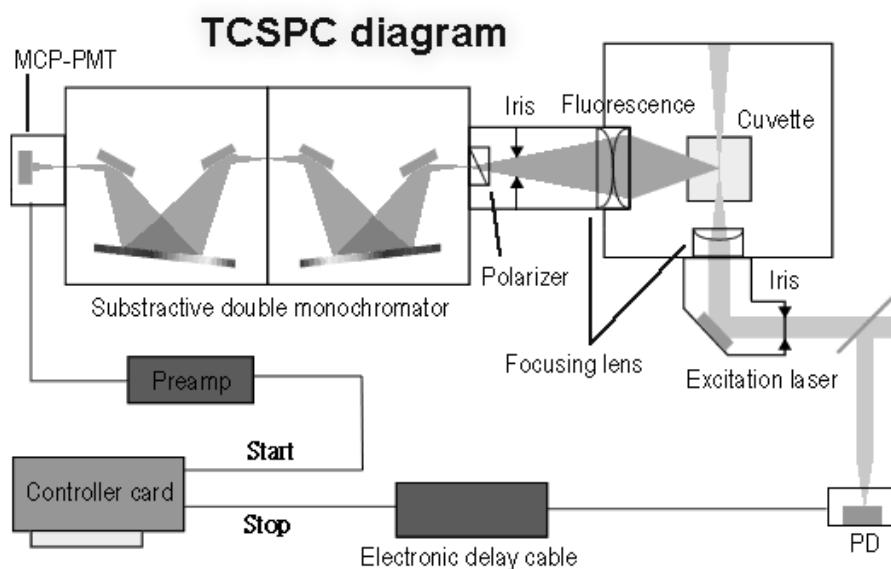 TCSPC diagram
MCP-PMT
Iris
Fluorescence
Cuvette
Polarizer
Substractive double monochromator
Iris
Focusing lens
Excitation laser
Preamp
Start
Controller card
Stop
Electronic delay cable
PD